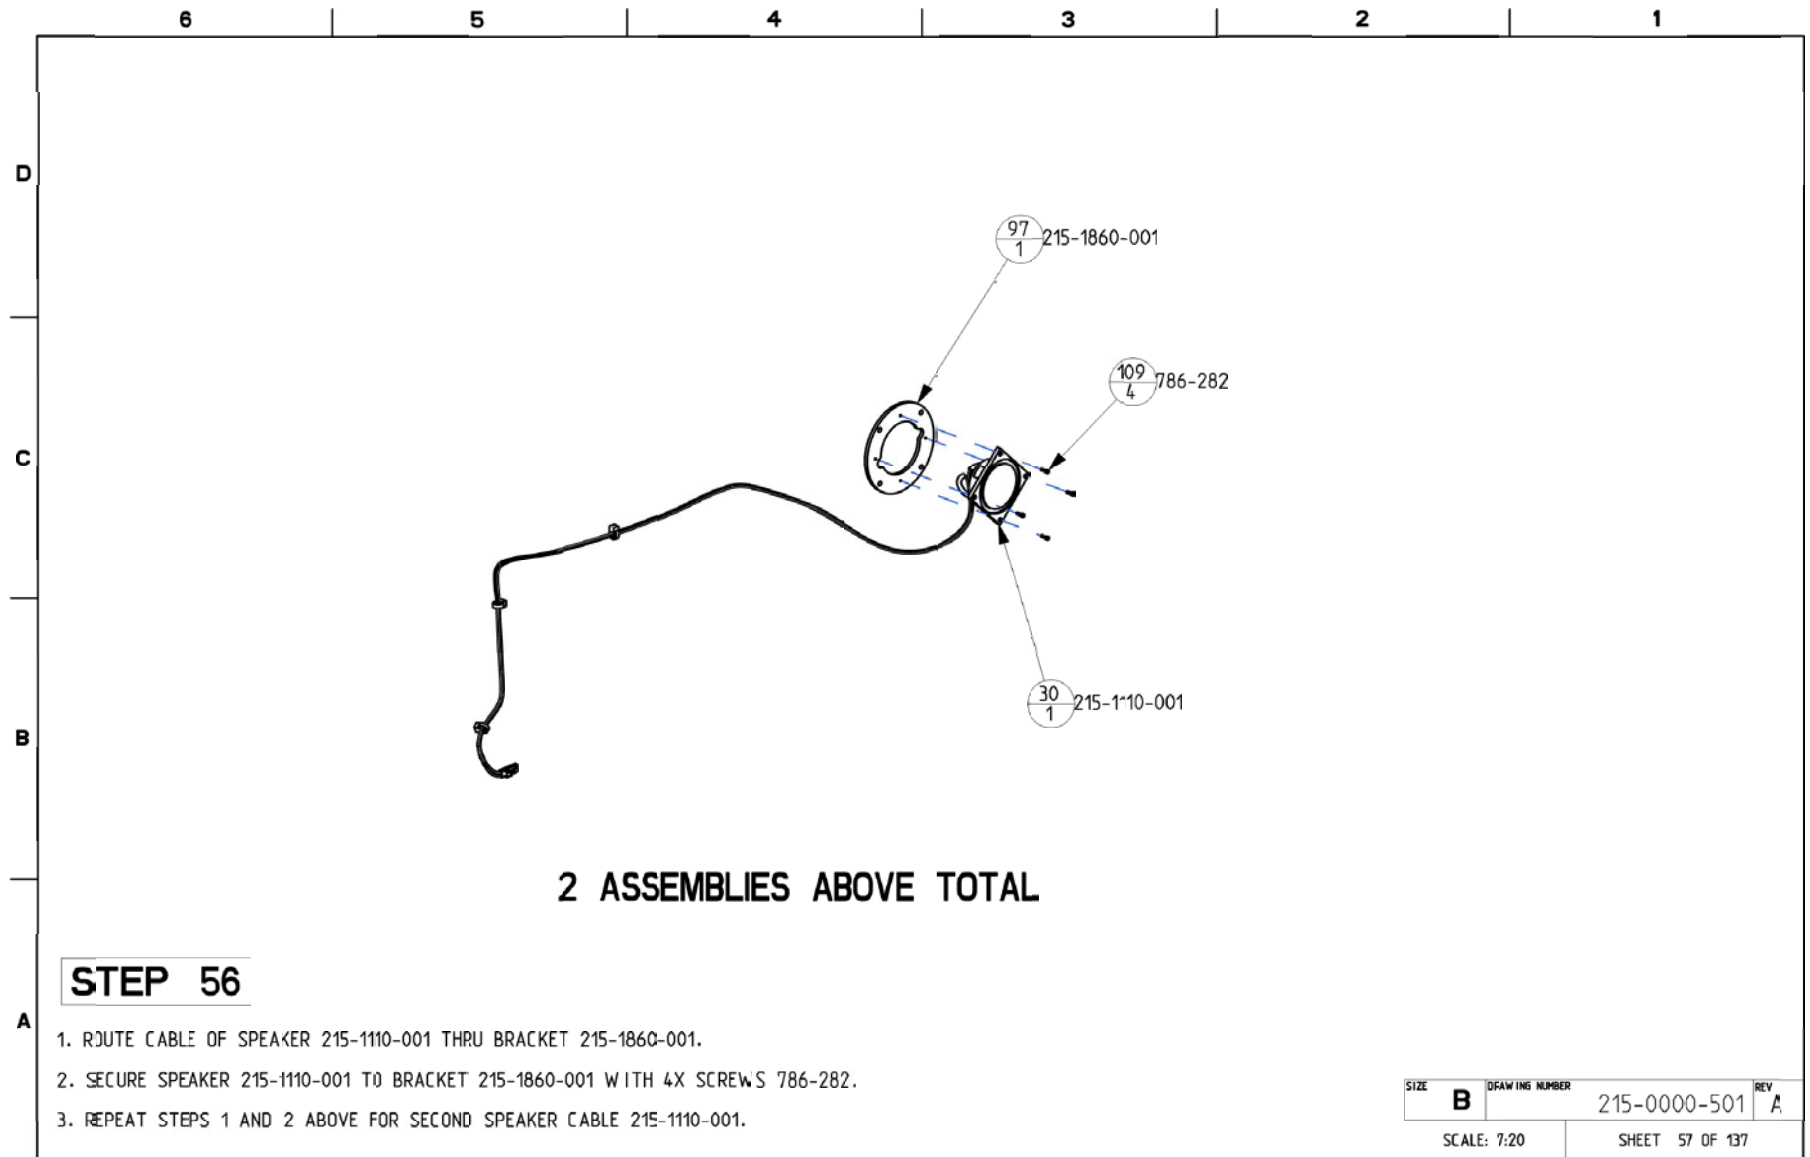 6 5 4 3 2 1
D
97
1
215-1860-001
109
4
786-282
C
30
1
215-1110-001
B
2 ASSEMBLIES ABOVE TOTAL
STEP 56
A
1. ROUTE CABLE OF SPEAKER 215-1110-001 THRU BRACKET 215-1860-001.
2. SECURE SPEAKER 215-1110-001 TO BRACKET 215-1860-001 WITH 4X SCREWS 786-282.
3. REPEAT STEPS 1 AND 2 ABOVE FOR SECOND SPEAKER CABLE 215-1110-001.
SIZE
B
DRAWING NUMBER
215-0000-501
REV
A
SCALE: 7:20
SHEET 57 OF 137